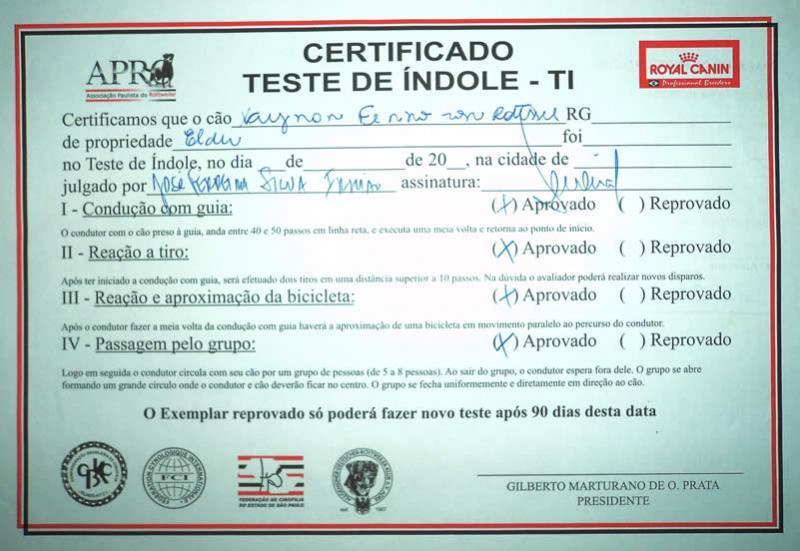 APRO
Associação Paulista do Rottweiler
CERTIFICADO
TESTE DE ÍNDOLE - TI
ROYAL CANIN
Professional Breeders
Certificamos que o cão RG
de propriedade Elder foi
no Teste de Índole, no dia __ de ______ de 20__, na cidade de
julgado por José Silva assinatura:
I - Condução com guia: (X) Aprovado ( ) Reprovado
O condutor com o cão preso à guia, anda entre 40 e 50 passos em linha reta, e executa uma meia volta e retorna ao ponto de início.
II - Reação a tiro: (X) Aprovado ( ) Reprovado
Após ter iniciado a condução com guia, será efetuado dois tiros em uma distância superior a 10 passos. Na dúvida o avaliador poderá realizar novos disparos.
III - Reação e aproximação da bicicleta: (X) Aprovado ( ) Reprovado
Após o condutor fazer a meia volta da condução com guia haverá a aproximação de uma bicicleta em movimento paralelo ao percurso do condutor.
IV - Passagem pelo grupo: (X) Aprovado ( ) Reprovado
Logo em seguida o condutor circula com seu cão por um grupo de pessoas (de 5 a 8 pessoas). Ao sair do grupo, o condutor espera fora dele. O grupo se abre
formando um grande círculo onde o condutor e cão deverão ficar no centro. O grupo se fecha uniformemente e diretamente em direção ao cão.
O Exemplar reprovado só poderá fazer novo teste após 90 dias desta data
FCI
FEDERAÇÃO DE CINOFILIA
DO ESTADO DE SÃO PAULO
GILBERTO MARTURANO DE O. PRATA
PRESIDENTE